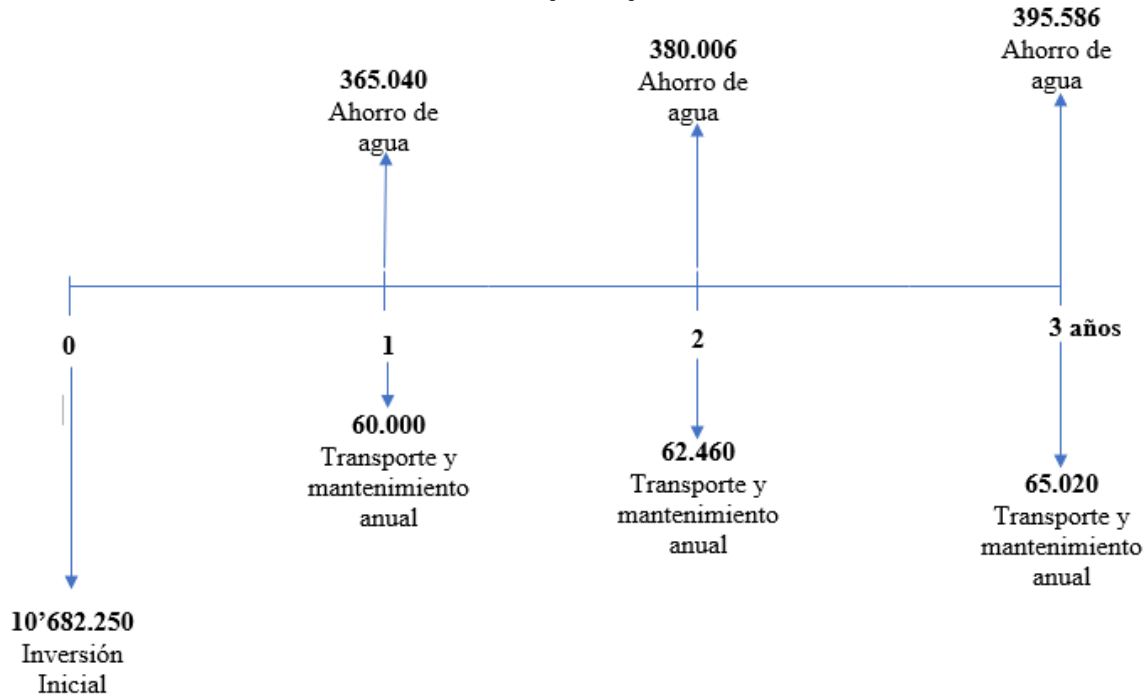 365.040
Ahorro de
agua
380.006
Ahorro de
agua
395.586
Ahorro de
agua
0
1
2
3 años
10’682.250
Inversión
Inicial
60.000
Transporte y
mantenimiento
anual
62.460
Transporte y
mantenimiento
anual
65.020
Transporte y
mantenimiento
anual